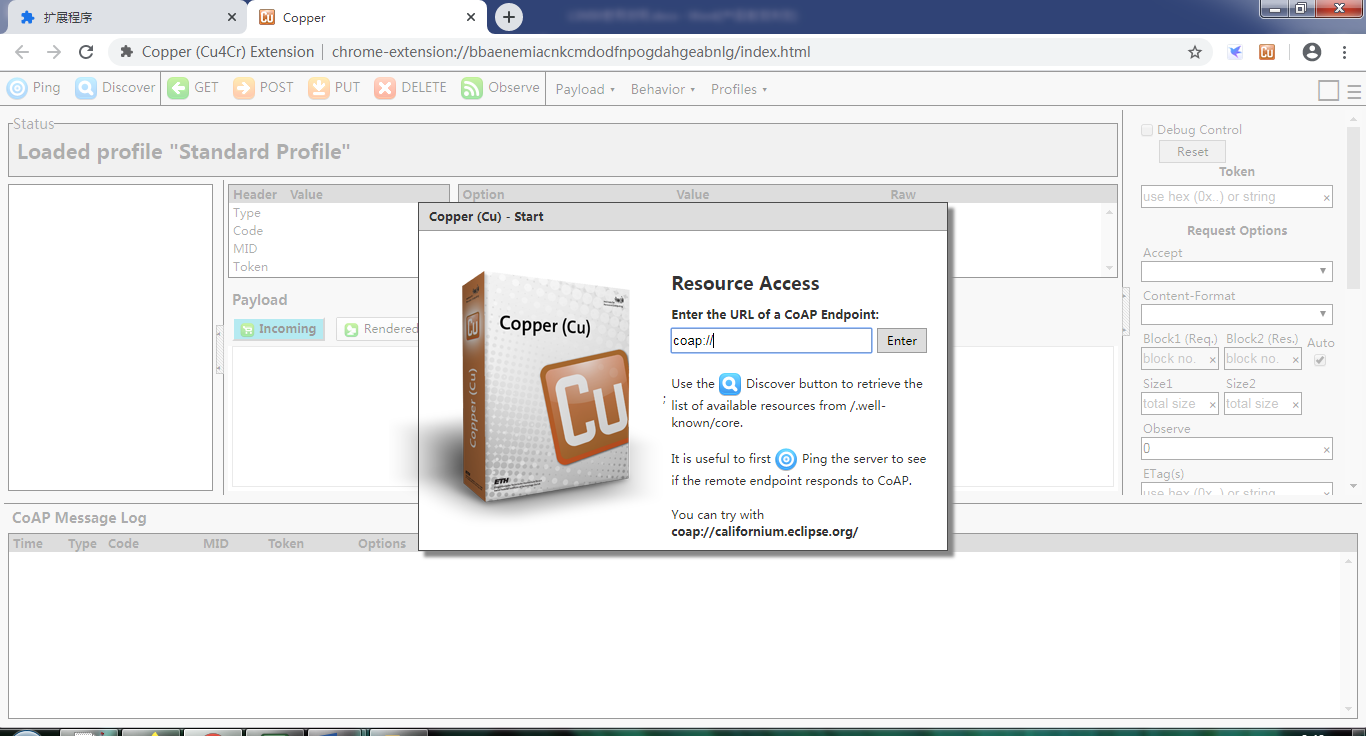 扩展程序
Copper
Copper (Cu4Cr) Extension | chrome-extension://bbaenemiacnkcmdodfnpogdahgeabnlg/index.html
Ping Discover GET POST PUT DELETE Observe Payload Behavior Profiles
Status
Loaded profile "Standard Profile"
Debug Control
Reset
Token
use hex (0x..) or string
Header Value
Option Value Raw
Type
Code
MID
Token
Request Options
Accept
Content-Format
Block1 (Req.) Block2 (Res.) Auto
block no. block no.
Size1 Size2
total size total size
Observe
0
ETag(s)
use hex (0x..) or string
Payload
Incoming Rendered
Copper (Cu) - Start
Copper (Cu)
Copper (Cu)
Cu
ETH
Resource Access
Enter the URL of a CoAP Endpoint:
coap://
Enter
Use the Discover button to retrieve the
list of available resources from /.well-
known/core.
It is useful to first Ping the server to see
if the remote endpoint responds to CoAP.
You can try with
coap://californium.eclipse.org/
CoAP Message Log
Time Type Code MID Token Options